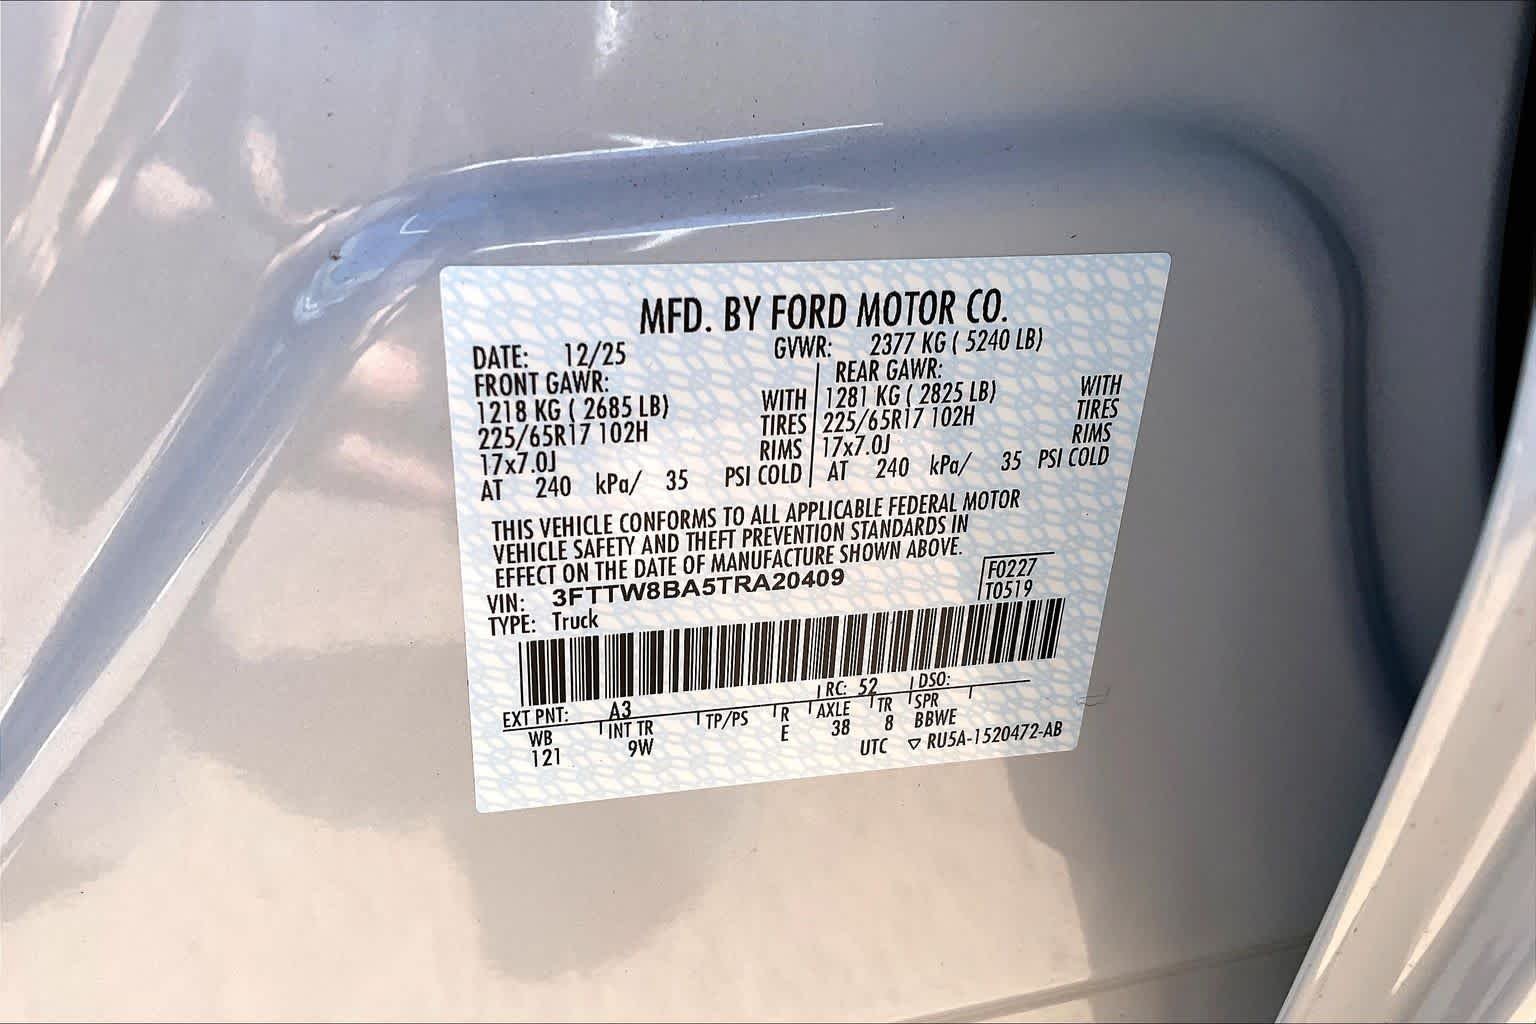 MFD. BY FORD MOTOR CO.
DATE: 12/25 GVWR: 2377 KG ( 5240 LB)
FRONT GAWR: REAR GAWR:
1218 KG ( 2685 LB) WITH 1281 KG ( 2825 LB) WITH
225/65R17 102H TIRES 225/65R17 102H TIRES
17x7.0J RIMS 17x7.0J RIMS
AT 240 kPa/ 35 PSI COLD AT 240 kPa/ 35 PSI COLD
THIS VEHICLE CONFORMS TO ALL APPLICABLE FEDERAL MOTOR
VEHICLE SAFETY AND THEFT PREVENTION STANDARDS IN
EFFECT ON THE DATE OF MANUFACTURE SHOWN ABOVE.
VIN: 3FTTW8BA5TRA20409 F0227
TYPE: Truck T0519
EXT PNT: A3 RC: 52 DSO:
WB INT TR TP/PS R AXLE TR SPR
121 9W E 38 8 BBWE
UTC ▽ RU5A-1520472-AB